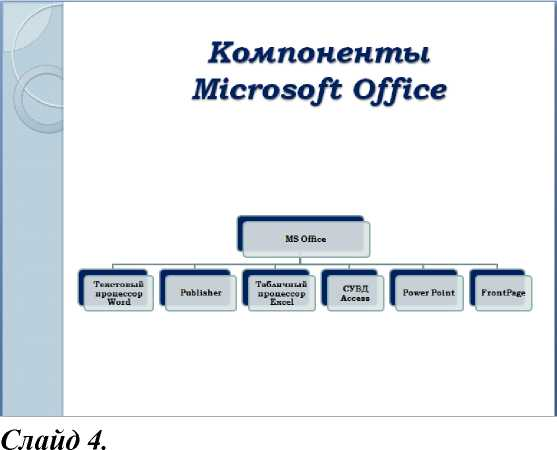 Компоненты
Microsoft Office
MS Office
Текстовый
процессор
Word
Publisher
Табличный
процессор
Excel
СУБД
Access
Power Point
FrontPage
Слайд 4.